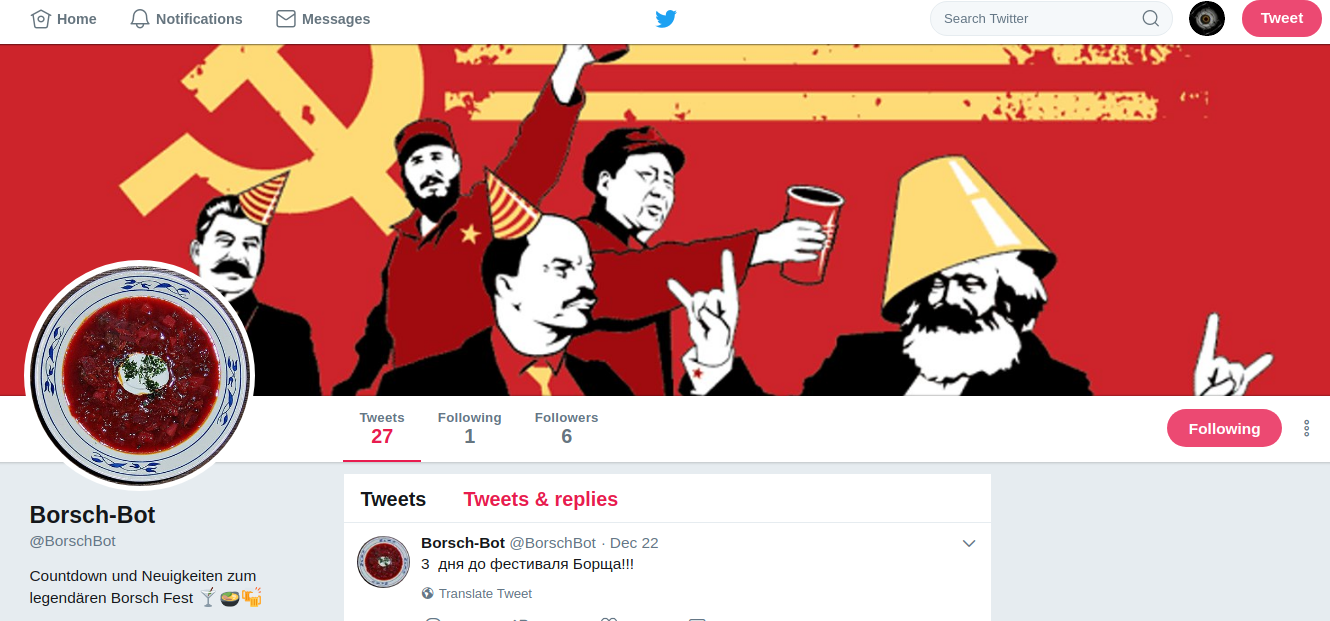 Home Notifications Messages Search Twitter Tweet
Tweets Following Followers
27 1 6
Following
Borsch-Bot
@BorschBot
Countdown und Neuigkeiten zum
legendären Borsch Fest 🍸🍲🍻
Tweets Tweets & replies
Borsch-Bot @BorschBot · Dec 22
3 дня до фестиваля Борща!!!
Translate Tweet